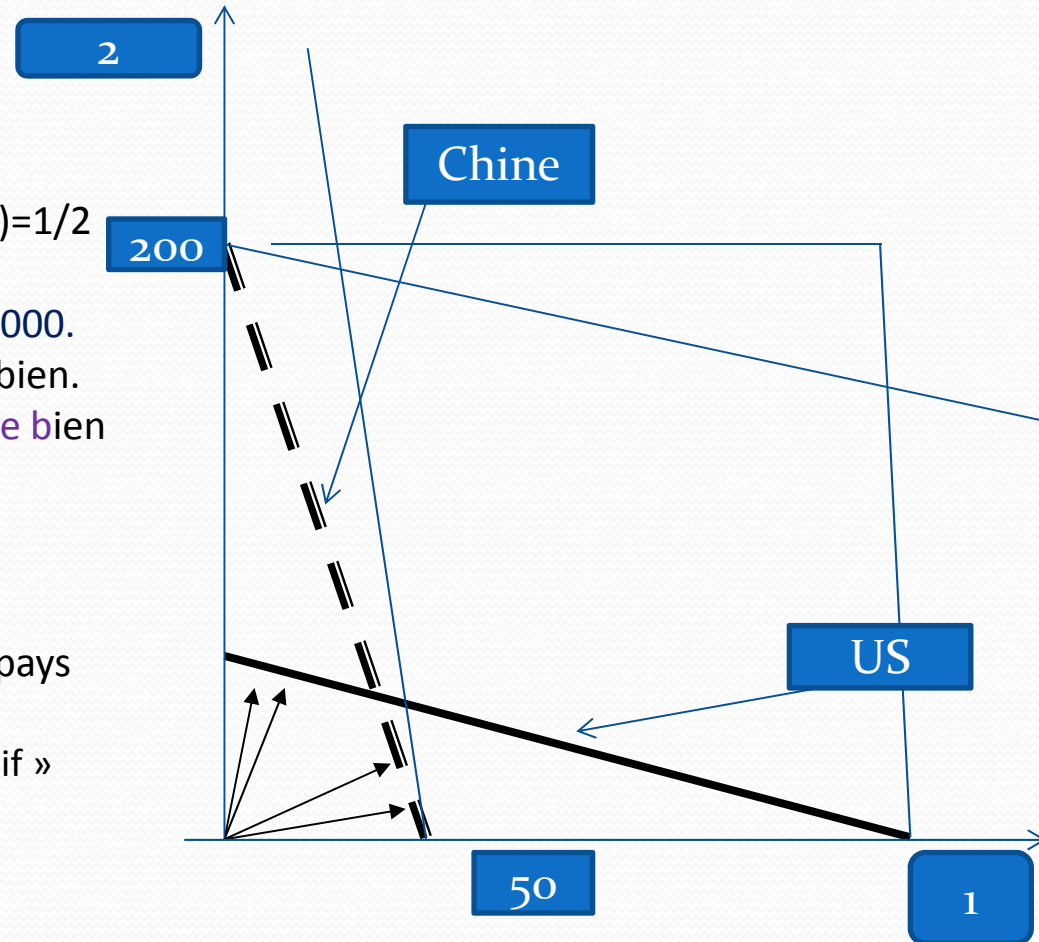 2
Chine
)=1/2
200
000.
bien.
e bien
pays
US
if »
50
1